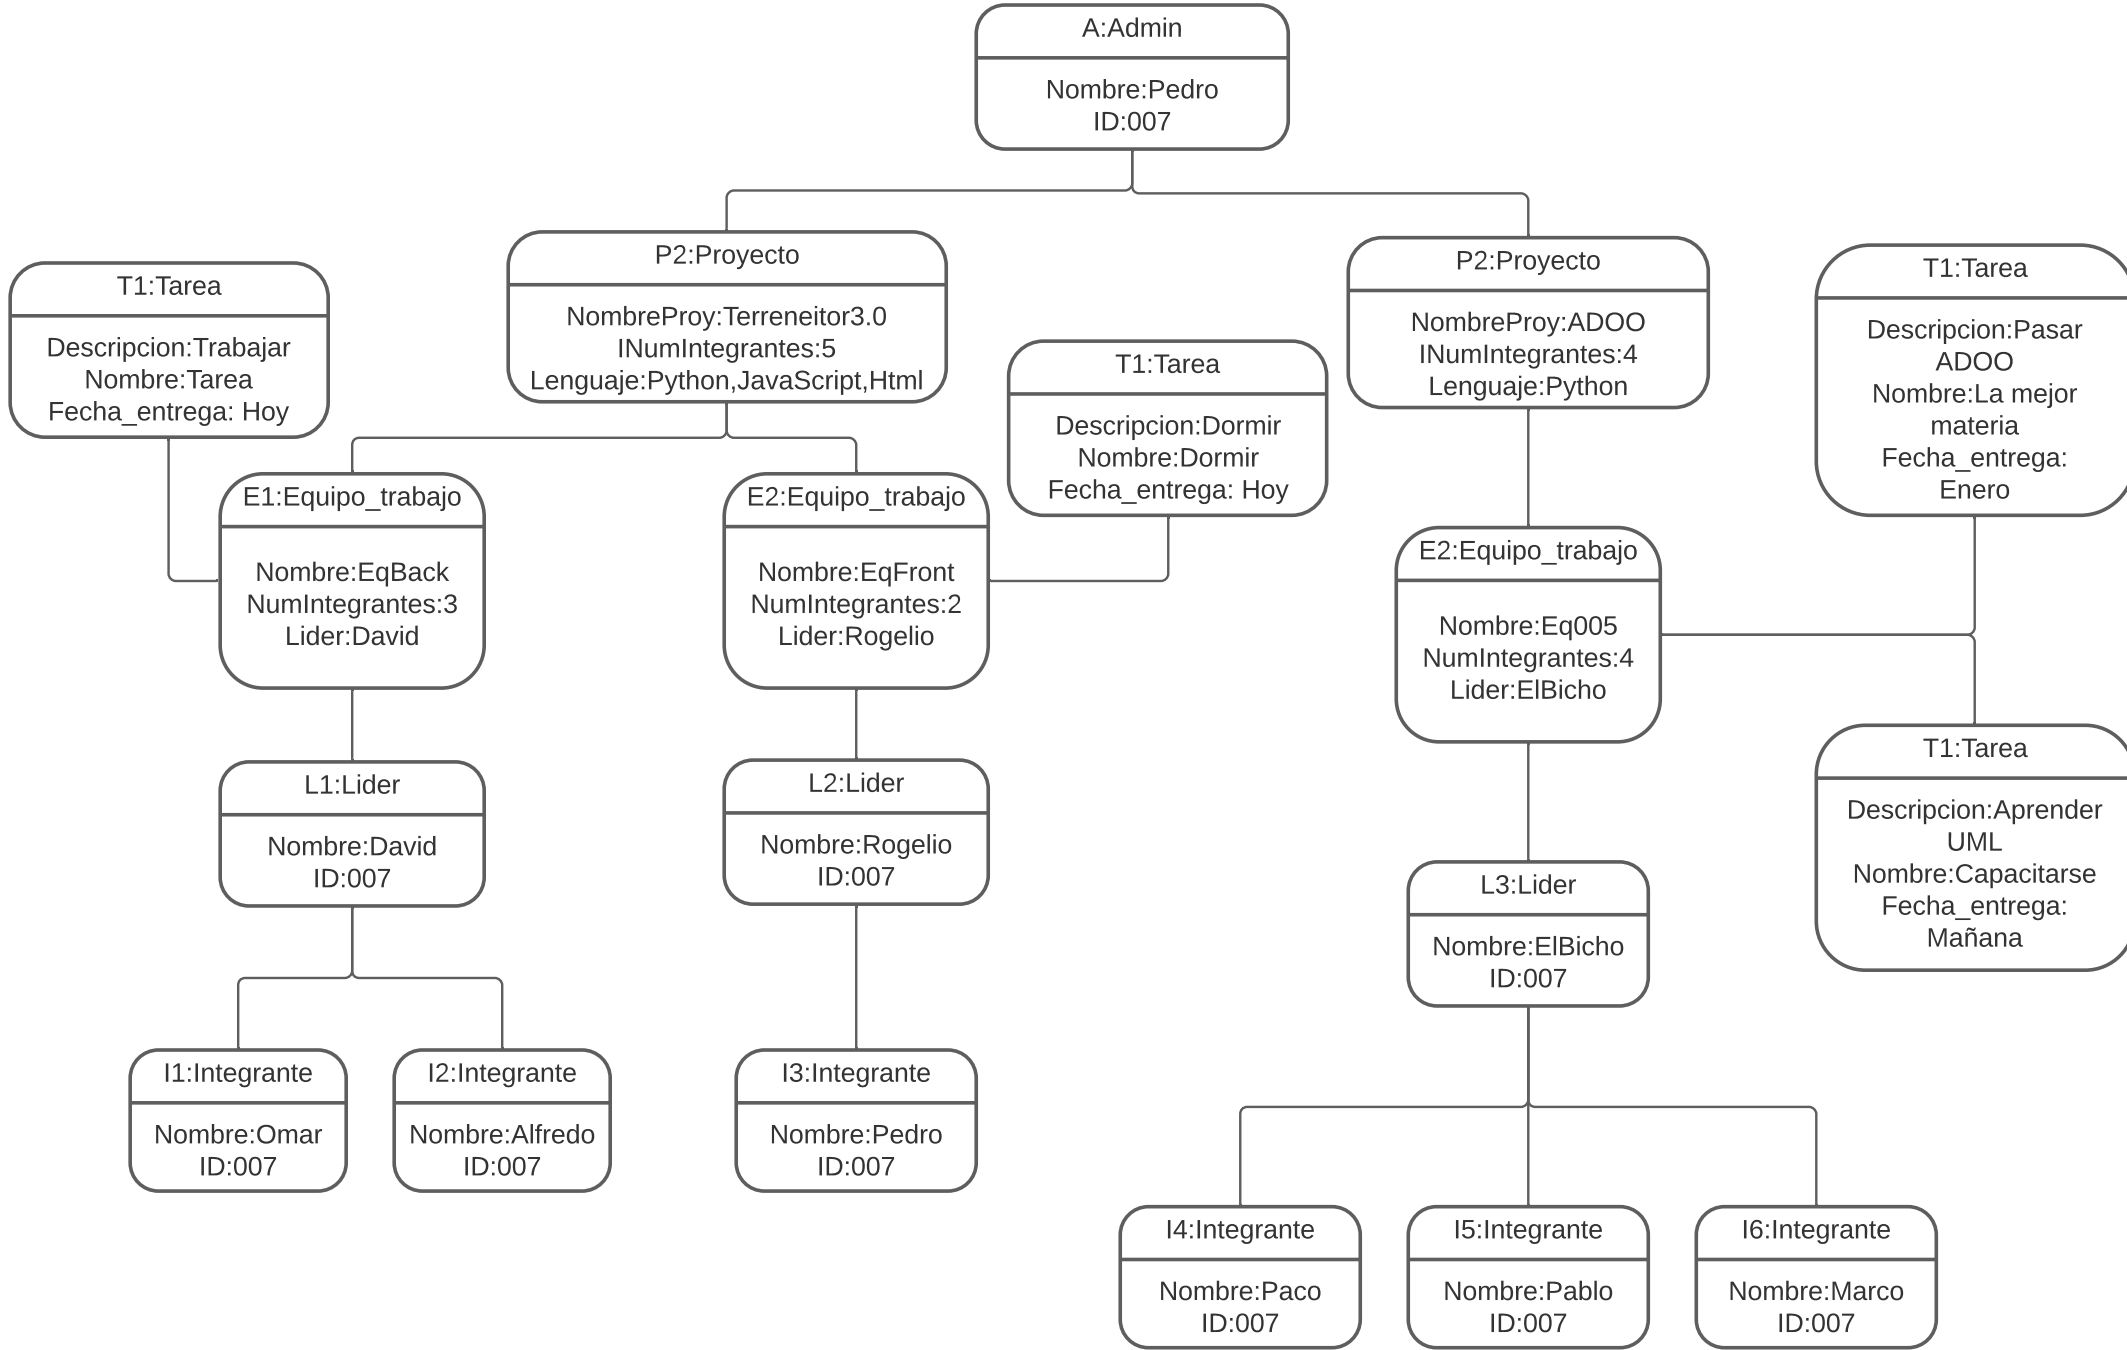 A:Admin
Nombre:Pedro
ID:007
P2:Proyecto
NombreProy:Terreneitor3.0
INumIntegrantes:5
Lenguaje:Python,JavaScript,Html
P2:Proyecto
NombreProy:ADOO
INumIntegrantes:4
Lenguaje:Python
T1:Tarea
Descripcion:Trabajar
Nombre:Tarea
Fecha_entrega: Hoy
T1:Tarea
Descripcion:Dormir
Nombre:Dormir
Fecha_entrega: Hoy
T1:Tarea
Descripcion:Pasar
ADOO
Nombre:La mejor
materia
Fecha_entrega:
Enero
E1:Equipo_trabajo
Nombre:EqBack
NumIntegrantes:3
Lider:David
E2:Equipo_trabajo
Nombre:EqFront
NumIntegrantes:2
Lider:Rogelio
E2:Equipo_trabajo
Nombre:Eq005
NumIntegrantes:4
Lider:ElBicho
T1:Tarea
Descripcion:Aprender
UML
Nombre:Capacitarse
Fecha_entrega:
Mañana
L1:Lider
Nombre:David
ID:007
L2:Lider
Nombre:Rogelio
ID:007
L3:Lider
Nombre:ElBicho
ID:007
I1:Integrante
Nombre:Omar
ID:007
I2:Integrante
Nombre:Alfredo
ID:007
I3:Integrante
Nombre:Pedro
ID:007
I4:Integrante
Nombre:Paco
ID:007
I5:Integrante
Nombre:Pablo
ID:007
I6:Integrante
Nombre:Marco
ID:007